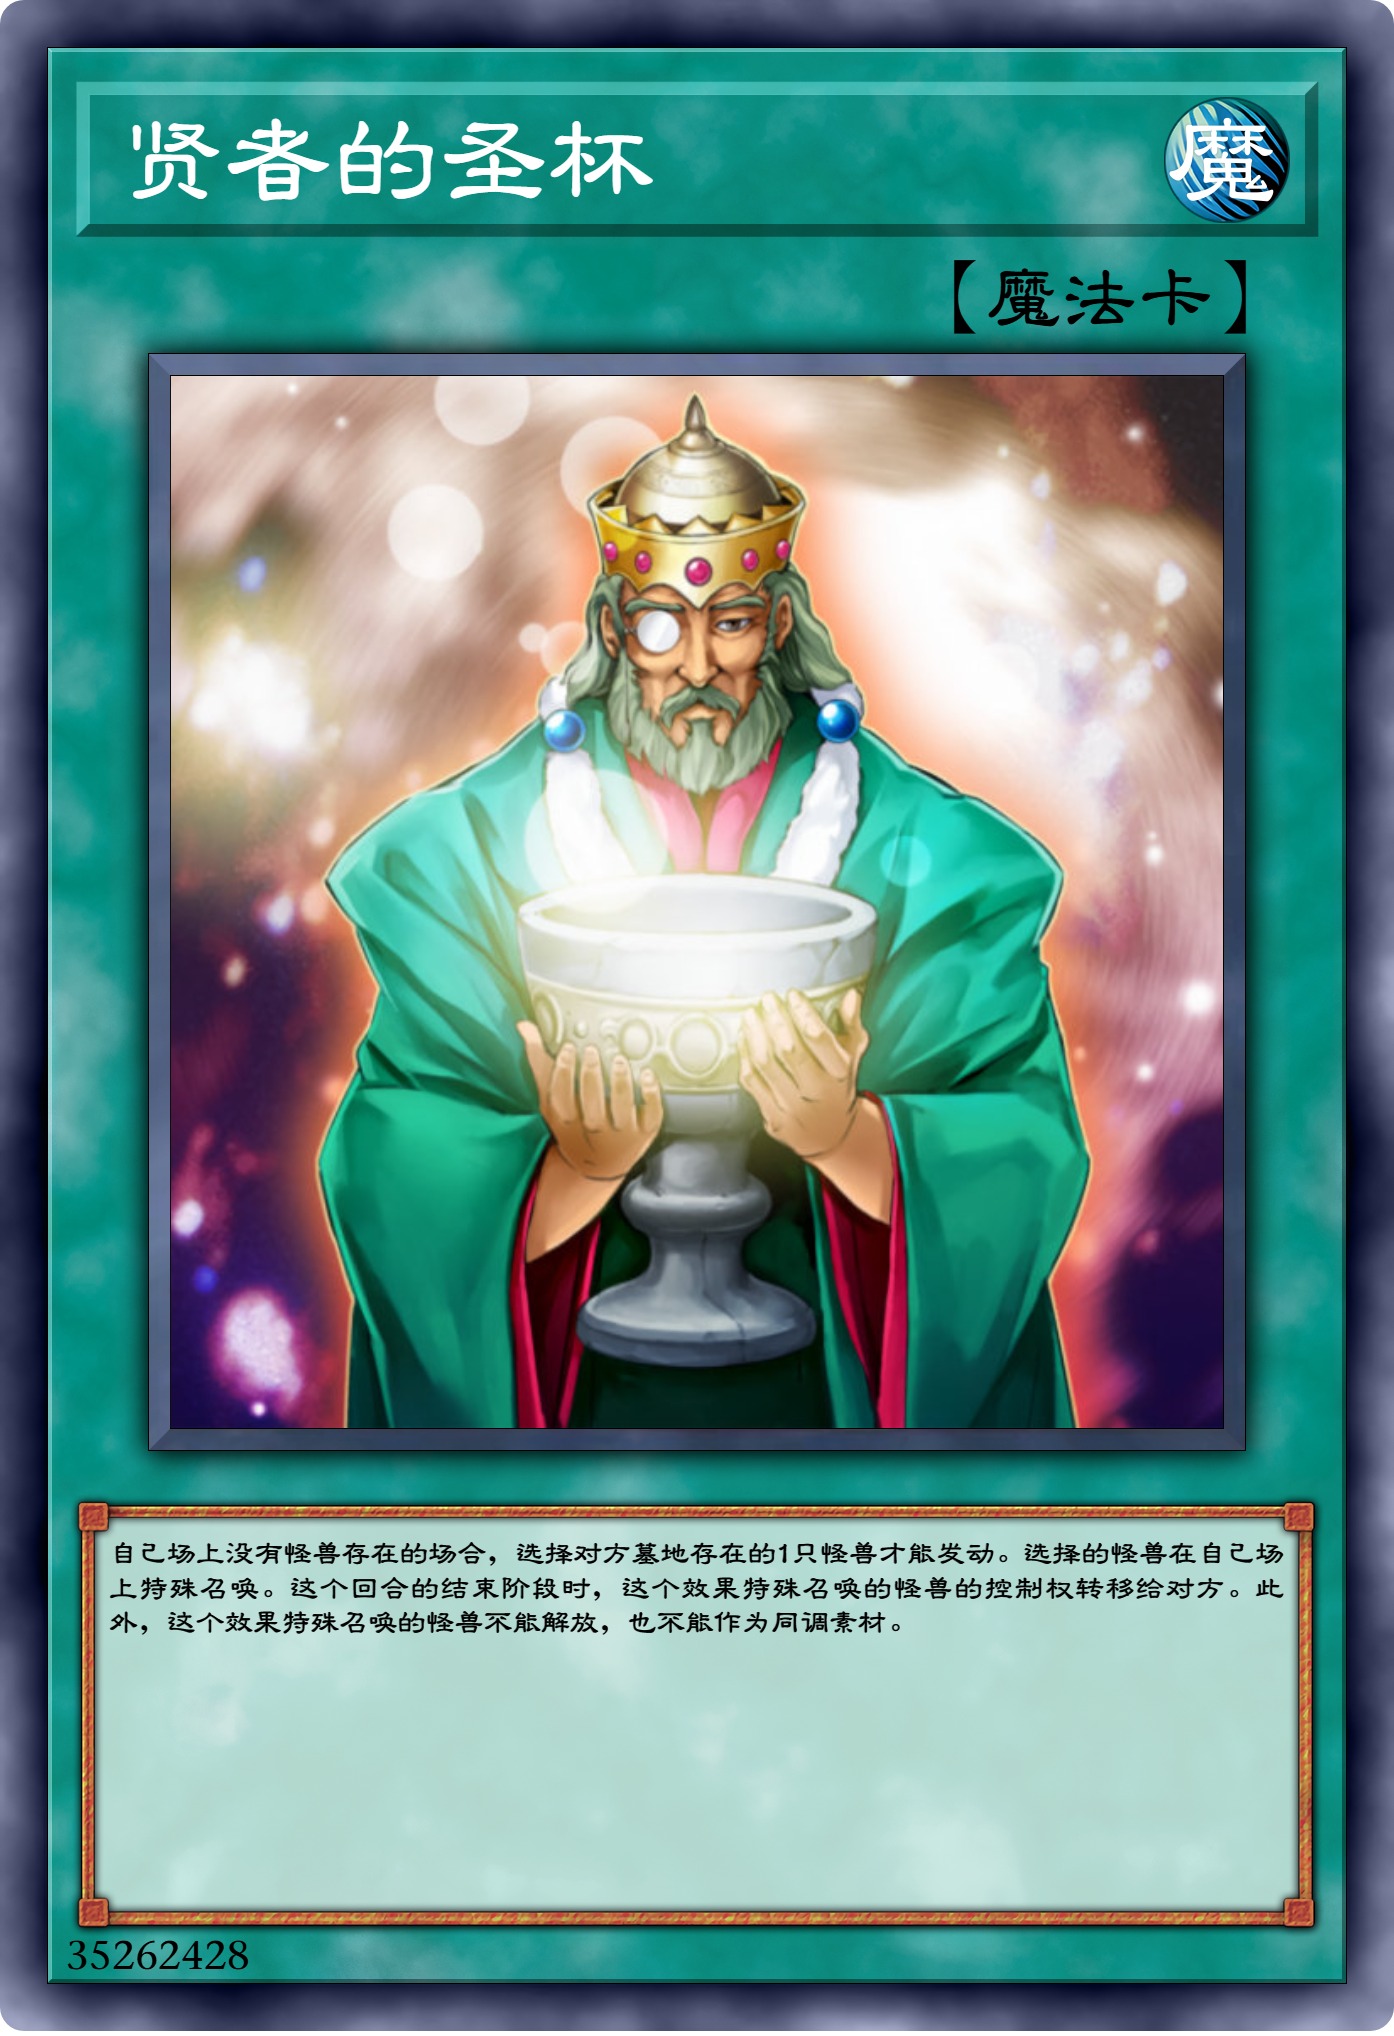 贤者的圣杯
魔
【魔法卡】
自己场上没有怪兽存在的场合，选择对方墓地存在的1只怪兽才能发动。选择的怪兽在自己场
上特殊召唤。这个回合的结束阶段时，这个效果特殊召唤的怪兽的控制权转移给对方。此
外，这个效果特殊召唤的怪兽不能解放，也不能作为同调素材。
35262428